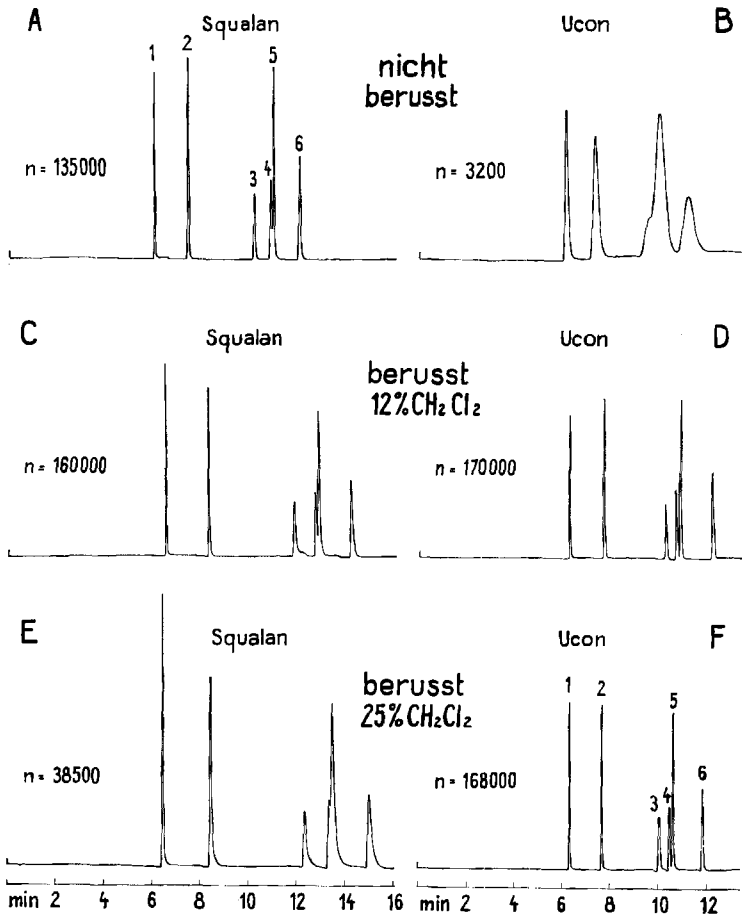 A
Squalan
Ucon
B
nicht
berusst
1
2
5
6
4
3
n = 135000
n = 3200
C
Squalan
Ucon
D
berusst
12% CH₂ Cl₂
n = 160000
n = 170000
E
Squalan
Ucon
F
berusst
25% CH₂Cl₂
1
2
5
6
3
4
n = 38500
n = 168000
min 2 4 6 8 10 12 14 16
min 2 4 6 8 10 12